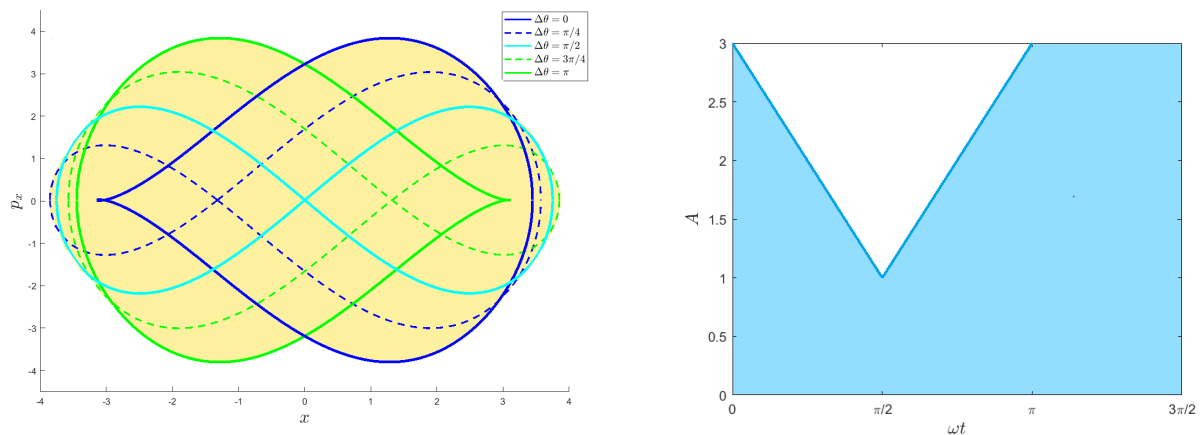 Δθ = 0
Δθ = π/4
Δθ = π/2
Δθ = 3π/4
Δθ = π
4
3
2
1
0
-1
-2
-3
-4
p_x
-4 -3 -2 -1 0 1 2 3 4
x
3
2.5
2
1.5
1
0.5
0
A
0 π/2 π 3π/2
ωt